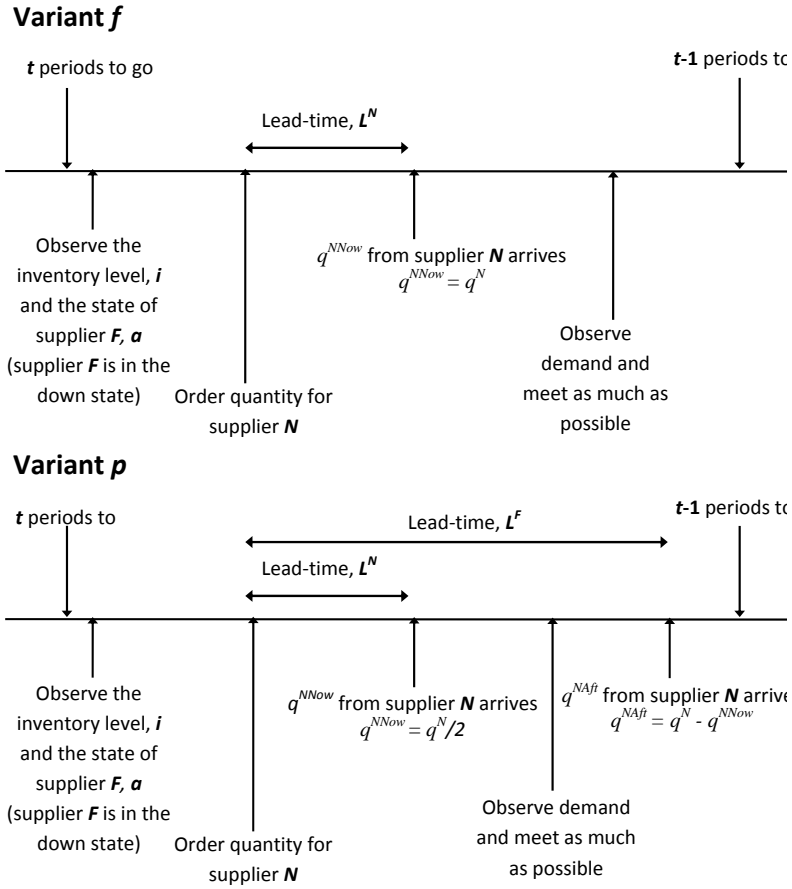 Variant f
t periods to go
t-1 periods to
Lead-time, L^N
Observe the
inventory level, i
and the state of
supplier F, a
(supplier F is in the
down state)
Order quantity for
supplier N
q^NNow from supplier N arrives
q^NNow = q^N
Observe
demand and
meet as much as
possible
Variant p
t periods to
t-1 periods to
Lead-time, L^F
Lead-time, L^N
Observe the
inventory level, i
and the state of
supplier F, a
(supplier F is in the
down state)
Order quantity for
supplier N
q^NNow from supplier N arrives
q^NNow = q^N/2
Observe demand
and meet as much
as possible
q^NAft from supplier N arrive
q^NAft = q^N - q^NNow